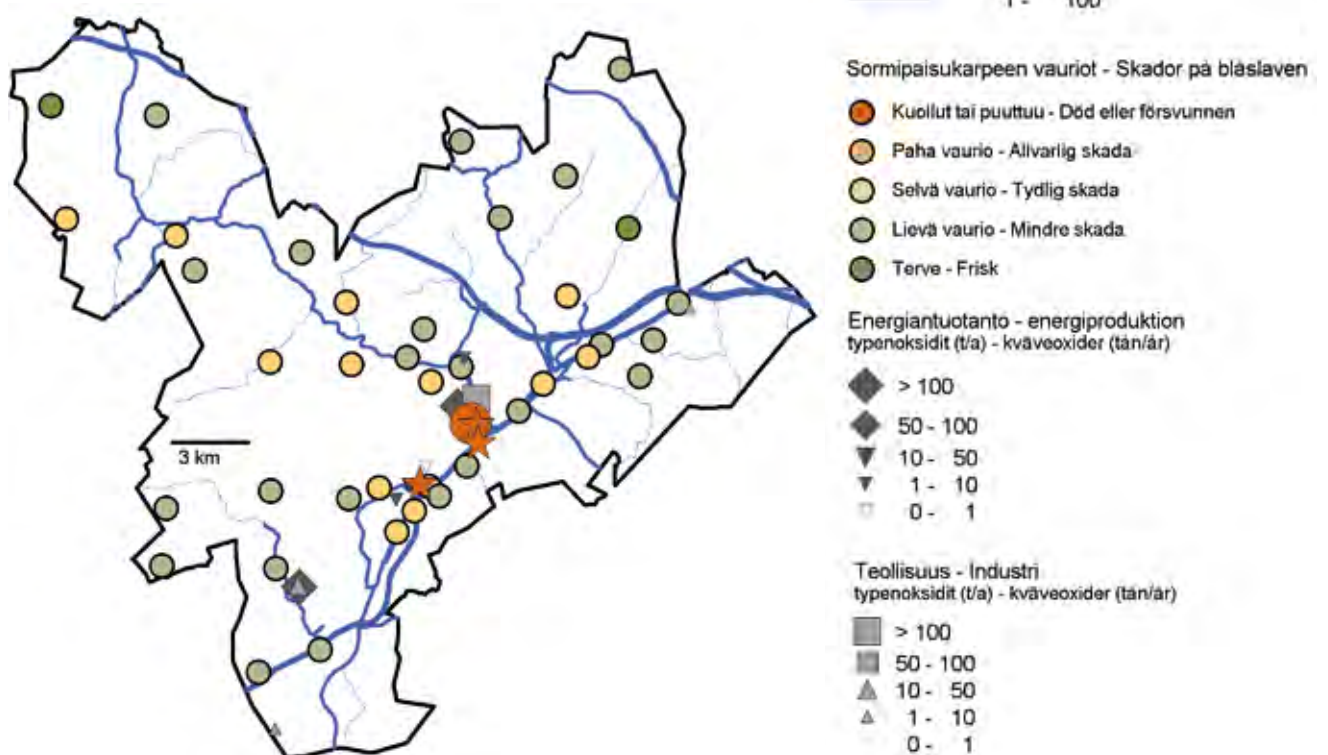 1 - 100
Sormipaisukarpeen vauriot - Skador på blåslaven
Kuollut tai puuttuu - Död eller försvunnen
Paha vaurio - Allvarlig skada
Selvä vaurio - Tydlig skada
Lievä vaurio - Mindre skada
Terve - Frisk
Energiantuotanto - energiproduktion
typenoksidit (t/a) - kväveoxider (tån/år)
> 100
50 - 100
10 - 50
1 - 10
0 - 1
3 km
Teollisuus - Industri
typenoksidit (t/a) - kväveoxider (tån/år)
> 100
50 - 100
10 - 50
1 - 10
0 - 1